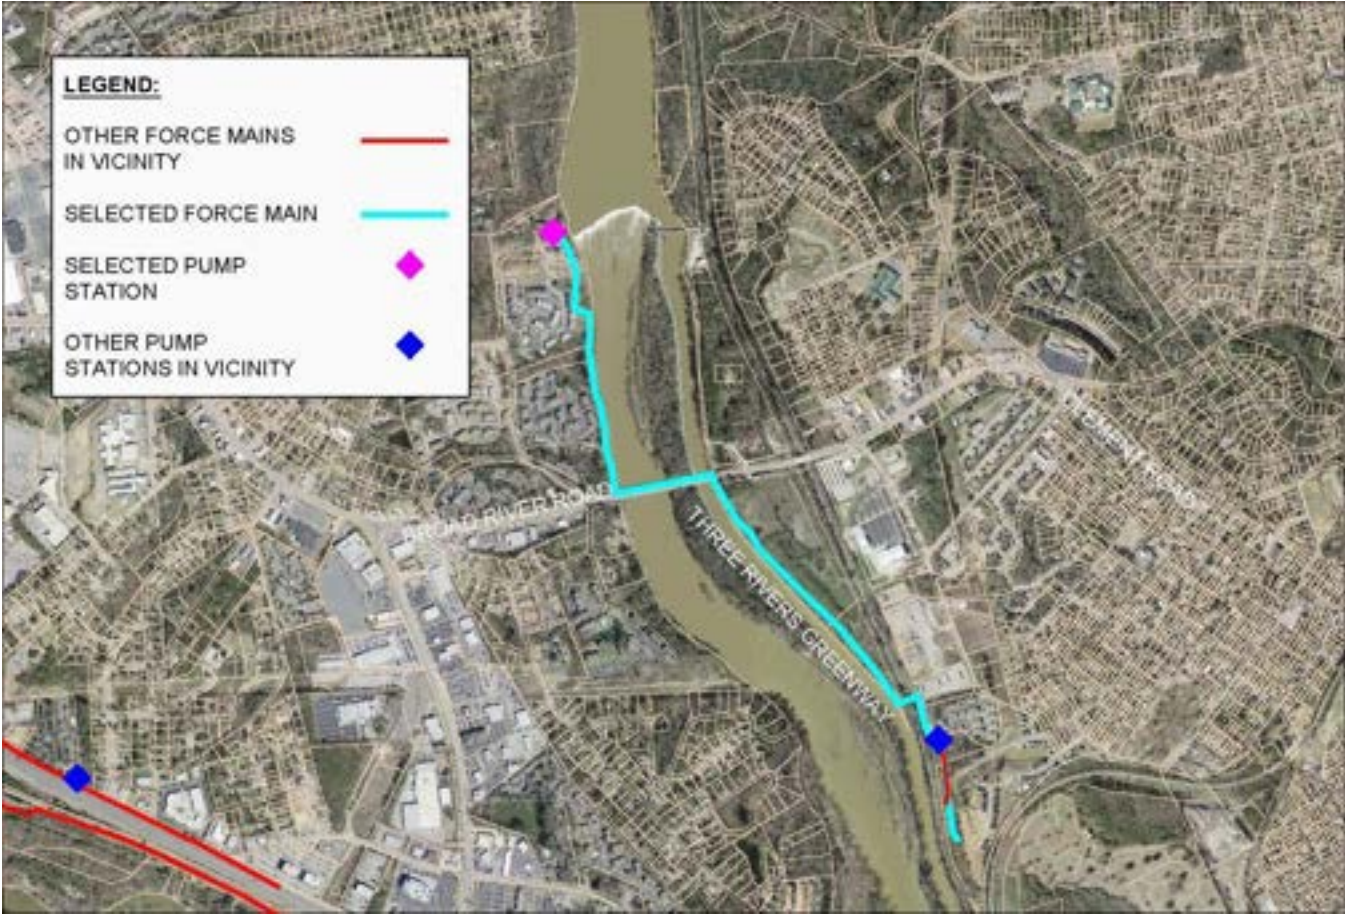 LEGEND:
OTHER FORCE MAINS
IN VICINITY
SELECTED FORCE MAIN
SELECTED PUMP
STATION
OTHER PUMP
STATIONS IN VICINITY
BROAD RIVER ROAD
THREE RIVERS GREENWAY
ROAD